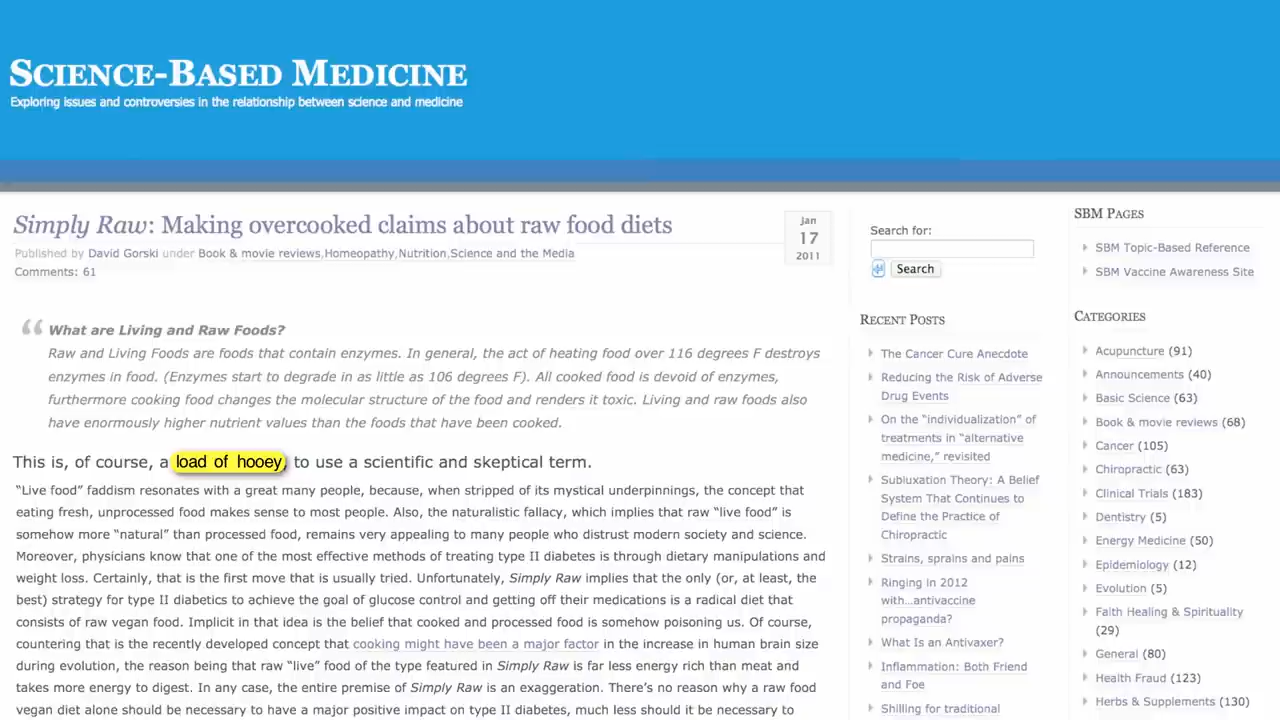 SCIENCE-BASED MEDICINE
Exploring issues and controversies in the relationship between science and medicine
Simply Raw: Making overcooked claims about raw food diets
Published by David Gorski under Book & movie reviews,Homeopathy,Nutrition,Science and the Media
Comments: 61
Jan
17
2011
“ What are Living and Raw Foods?
Raw and Living Foods are foods that contain enzymes. In general, the act of heating food over 116 degrees F destroys
enzymes in food. (Enzymes start to degrade in as little as 106 degrees F). All cooked food is devoid of enzymes,
furthermore cooking food changes the molecular structure of the food and renders it toxic. Living and raw foods also
have enormously higher nutrient values than the foods that have been cooked.
This is, of course, a load of hooey, to use a scientific and skeptical term.
“Live food” faddism resonates with a great many people, because, when stripped of its mystical underpinnings, the concept that
eating fresh, unprocessed food makes sense to most people. Also, the naturalistic fallacy, which implies that raw “live food” is
somehow more “natural” than processed food, remains very appealing to many people who distrust modern society and science.
Moreover, physicians know that one of the most effective methods of treating type II diabetes is through dietary manipulations and
weight loss. Certainly, that is the first move that is usually tried. Unfortunately, Simply Raw implies that the only (or, at least, the
best) strategy for type II diabetics to achieve the goal of glucose control and getting off their medications is a radical diet that
consists of raw vegan food. Implicit in that idea is the belief that cooked and processed food is somehow poisoning us. Of course,
countering that is the recently developed concept that cooking might have been a major factor in the increase in human brain size
during evolution, the reason being that raw “live” food of the type featured in Simply Raw is far less energy rich than meat and
takes more energy to digest. In any case, the entire premise of Simply Raw is an exaggeration. There’s no reason why a raw food
vegan diet alone should be necessary to have a major positive impact on type II diabetes, much less should it be necessary to
Search for:
Search
RECENT POSTS
The Cancer Cure Anecdote
Reducing the Risk of Adverse
Drug Events
On the “individualization” of
treatments in “alternative
medicine,” revisited
Subluxation Theory: A Belief
System That Continues to
Define the Practice of
Chiropractic
Strains, sprains and pains
Ringing in 2012
with…antivaccine
propaganda?
What Is an Antivaxer?
Inflammation: Both Friend
and Foe
Shilling for traditional
SBM PAGES
SBM Topic-Based Reference
SBM Vaccine Awareness Site
CATEGORIES
Acupuncture (91)
Announcements (40)
Basic Science (63)
Book & movie reviews (68)
Cancer (105)
Chiropractic (63)
Clinical Trials (183)
Dentistry (5)
Energy Medicine (50)
Epidemiology (12)
Evolution (5)
Faith Healing & Spirituality
(29)
General (80)
Health Fraud (123)
Herbs & Supplements (130)